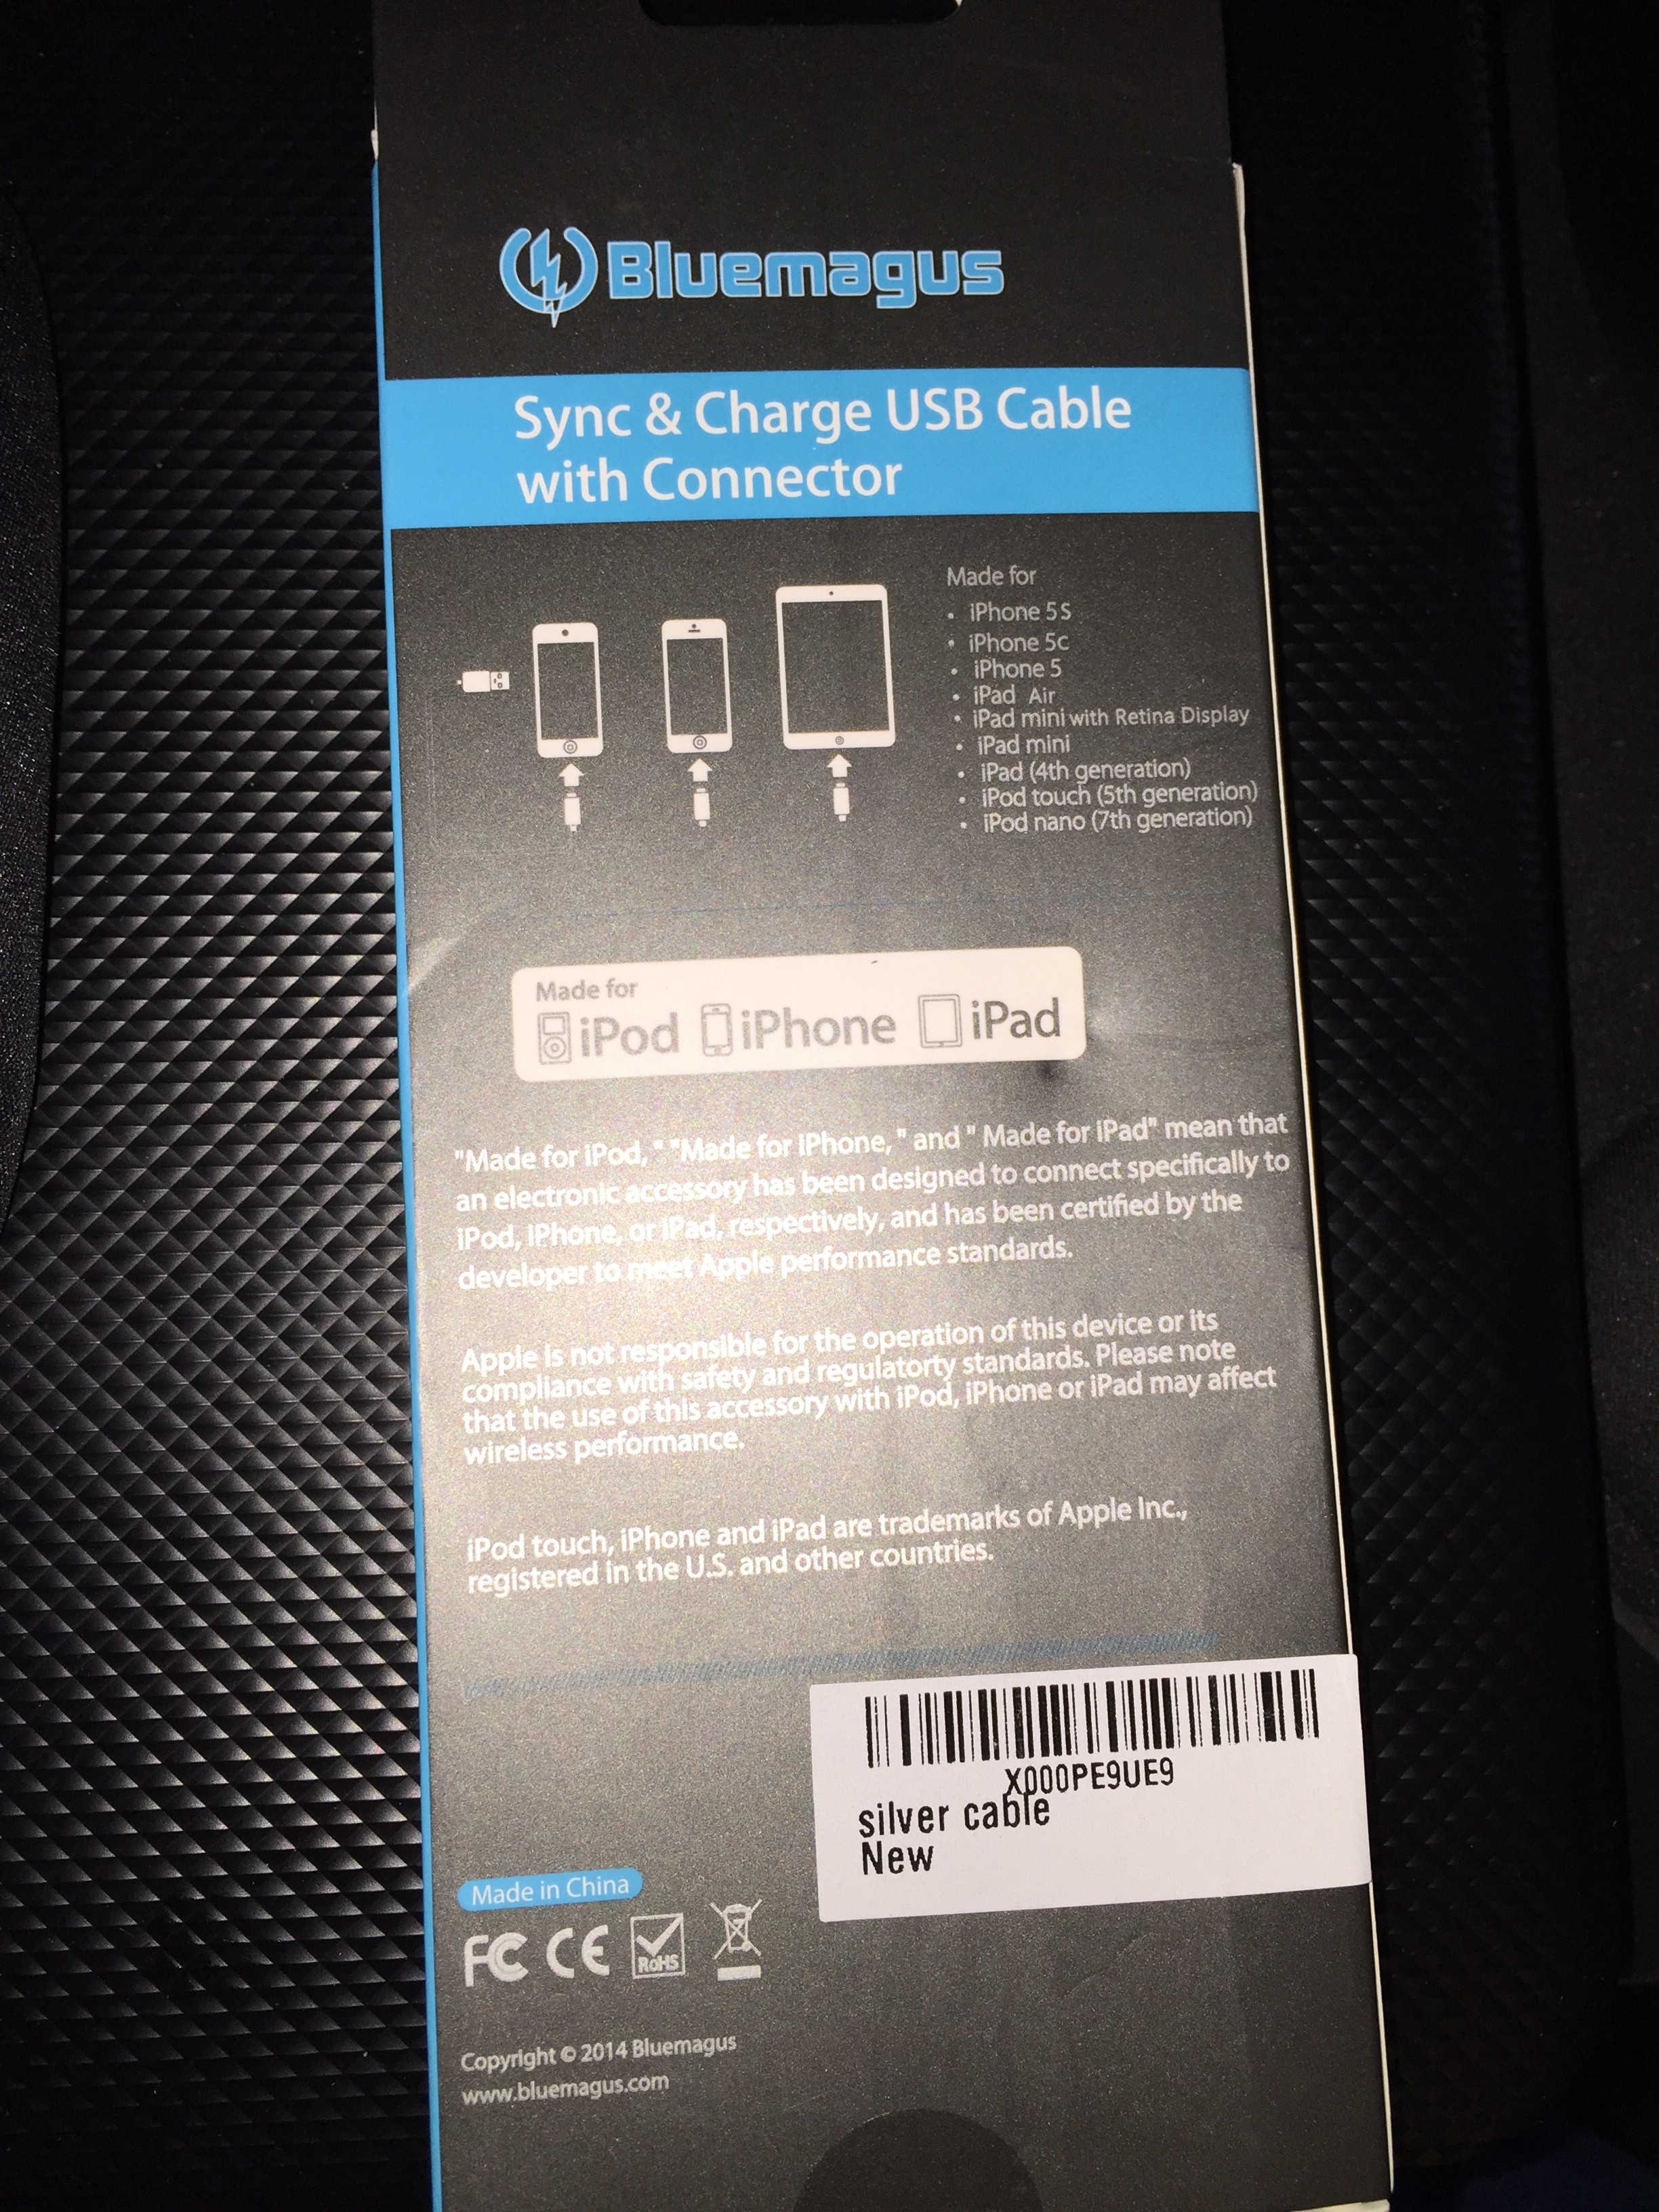 Bluemagus
Sync & Charge USB Cable
with Connector
Made for
• iPhone 5S
• iPhone 5c
• iPhone 5
• iPad Air
• iPad mini with Retina Display
• iPad mini
• iPad (4th generation)
• iPod touch (5th generation)
• iPod nano (7th generation)
Made for
iPod iPhone iPad
"Made for iPod, " "Made for iPhone, " and " Made for iPad" mean that
an electronic accessory has been designed to connect specifically to
iPod, iPhone, or iPad, respectively, and has been certified by the
developer to meet Apple performance standards.
Apple is not responsible for the operation of this device or its
compliance with safety and regulatorty standards. Please note
that the use of this accessory with iPod, iPhone or iPad may affect
wireless performance.
iPod touch, iPhone and iPad are trademarks of Apple Inc.,
registered in the U.S. and other countries.
X000PE9UE9
silver cable
New
Made in China
FC CE RoHS
Copyright © 2014 Bluemagus
www.bluemagus.com